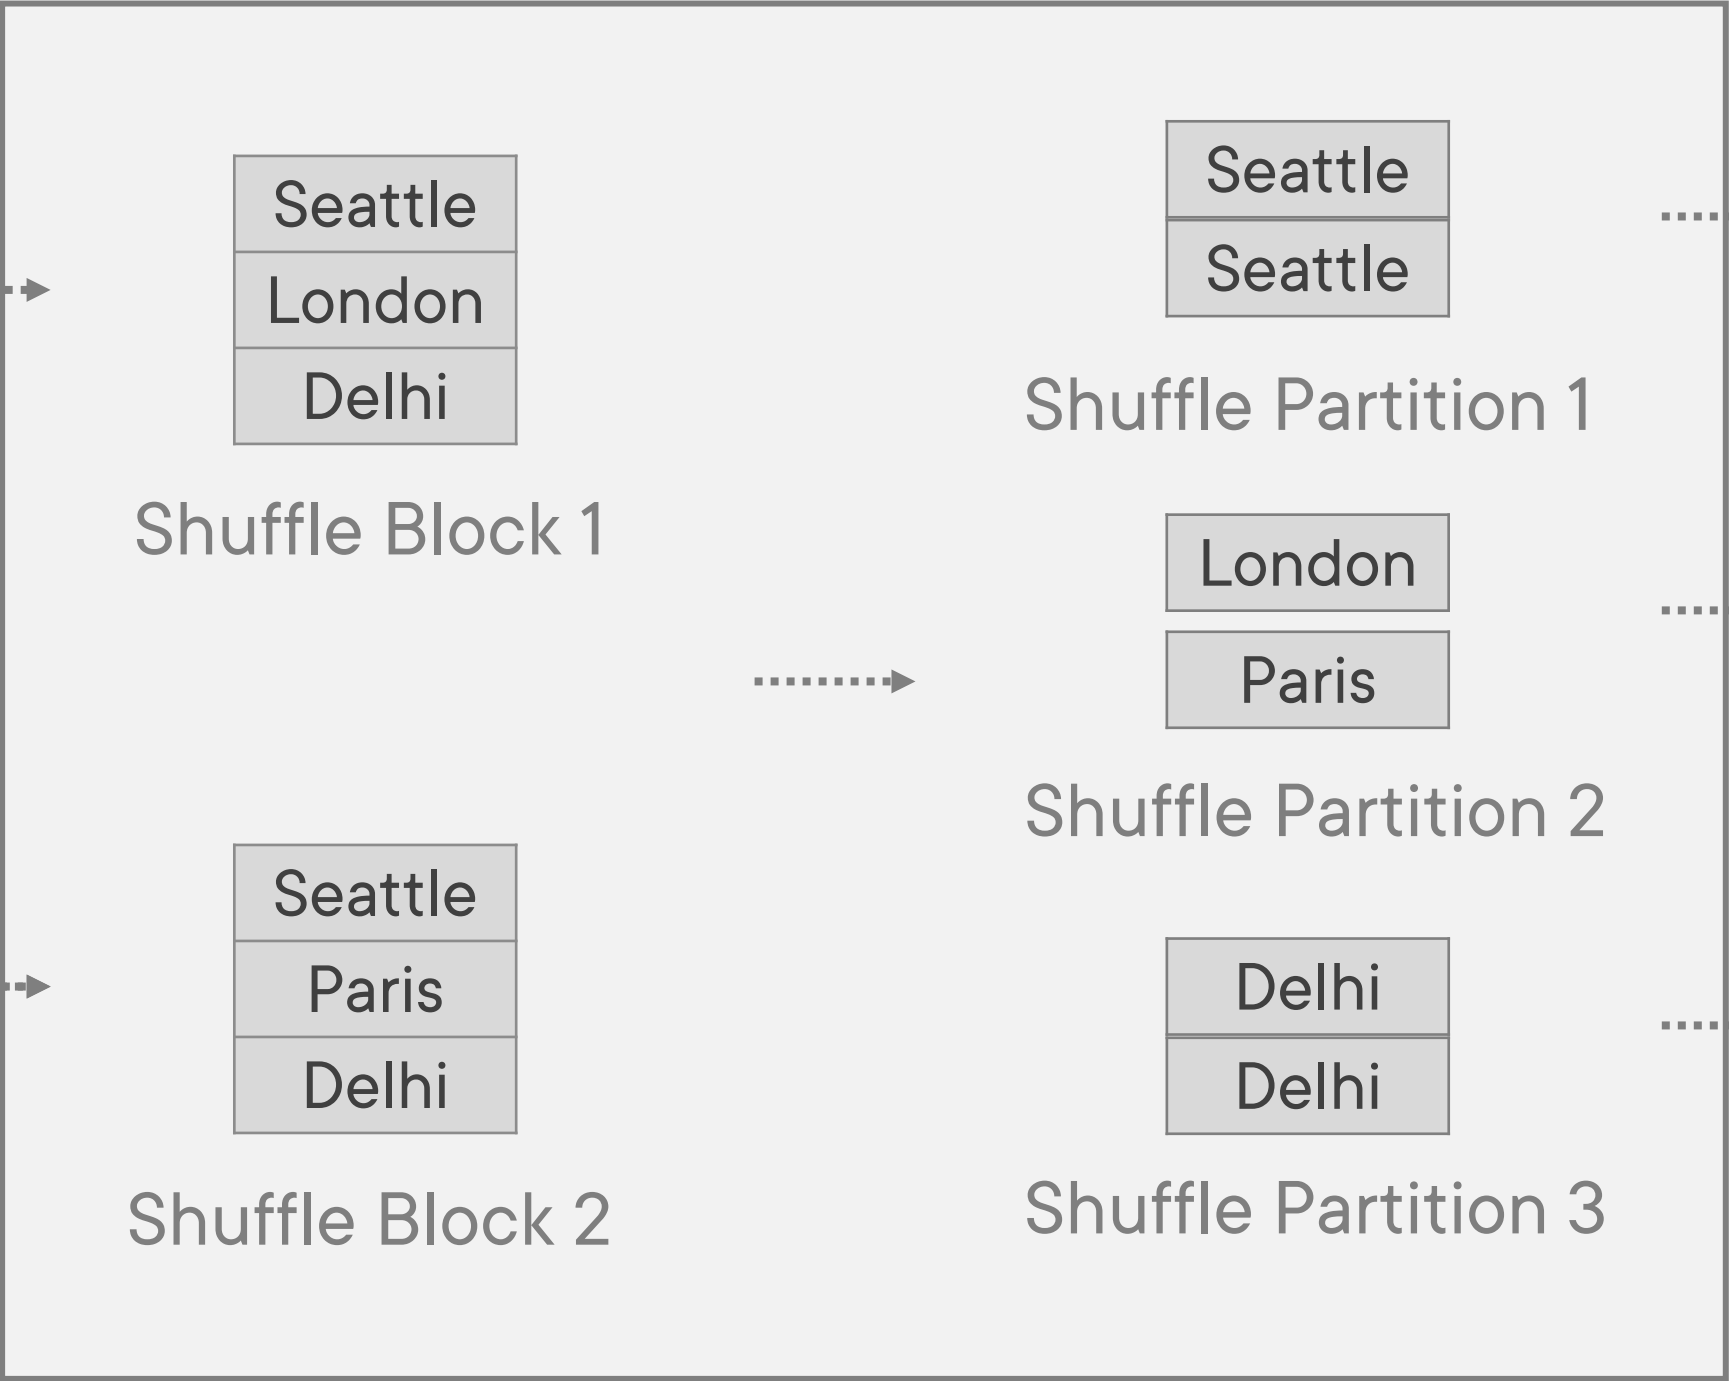 Seattle
London
Delhi
Shuffle Block 1
Seattle
Paris
Delhi
Shuffle Block 2
Seattle
Seattle
Shuffle Partition 1
London
Paris
Shuffle Partition 2
Delhi
Delhi
Shuffle Partition 3